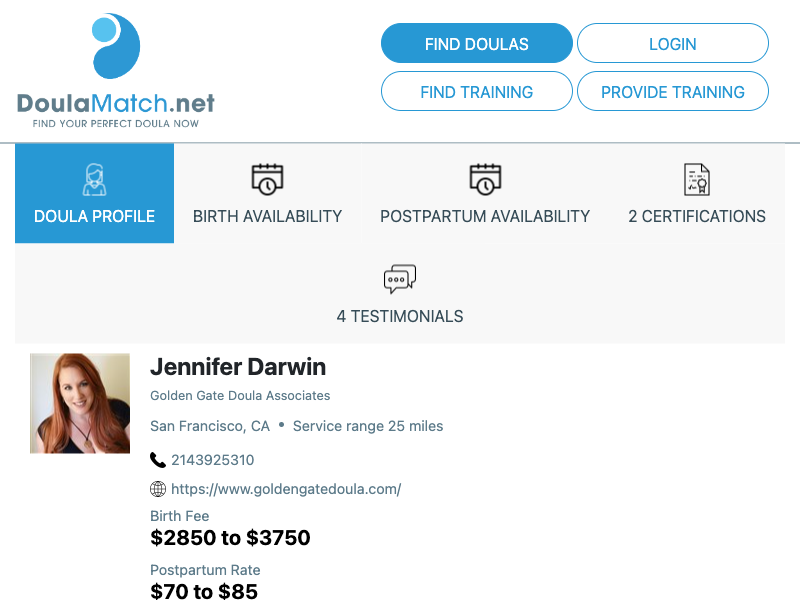 DoulaMatch.net
FIND YOUR PERFECT DOULA NOW
FIND DOULAS
LOGIN
FIND TRAINING
PROVIDE TRAINING
DOULA PROFILE
BIRTH AVAILABILITY
POSTPARTUM AVAILABILITY
2 CERTIFICATIONS
4 TESTIMONIALS
Jennifer Darwin
Golden Gate Doula Associates
San Francisco, CA • Service range 25 miles
2143925310
https://www.goldengatedoula.com/
Birth Fee
$2850 to $3750
Postpartum Rate
$70 to $85